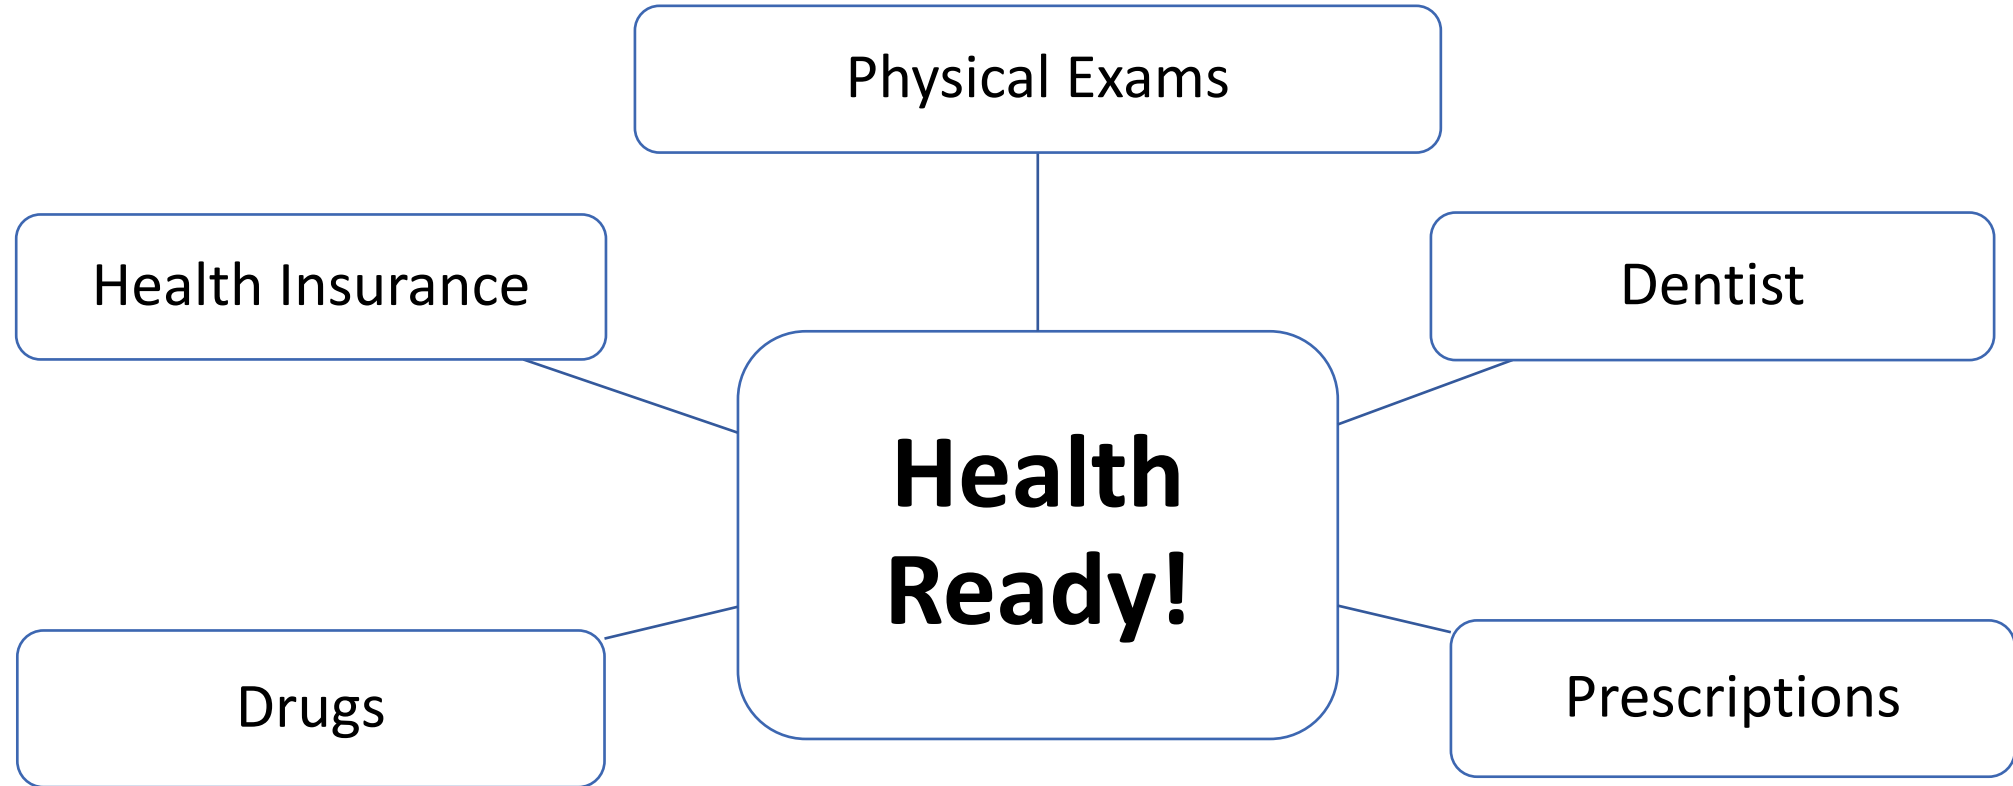 Physical Exams
Health Insurance
Dentist
Health
Ready!
Drugs
Prescriptions